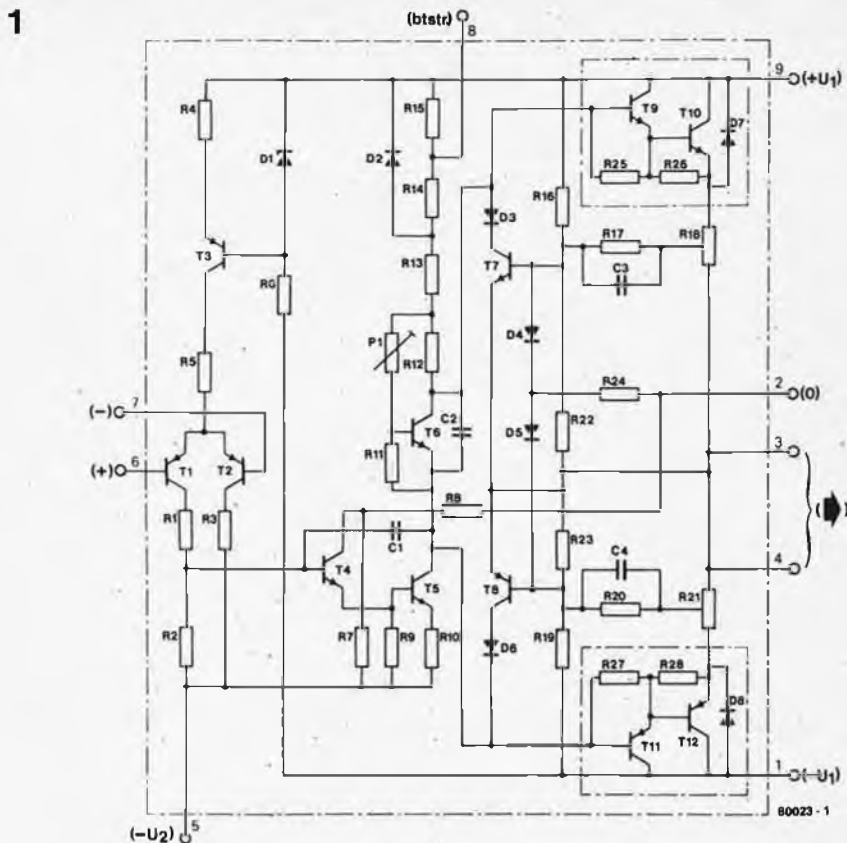 1
(btstr.)
8
9
(+U1)
R4
R15
T9
T10
D7
D1
D2
R25
R26
R14
R16
D3
R17
R18
T3
T7
C3
R6
R13
P1
R12
D4
R5
R24
2
(0)
(-)
7
T6
C2
D5
R22
3
(+)
6
T1
T2
R11
R8
R1
R3
C1
R23
C4
4
T4
T5
T8
R20
R21
R2
R7
R9
R10
D6
R19
R27
R28
D8
T11
T12
1
(-U1)
80023 - 1
(-U2)
5